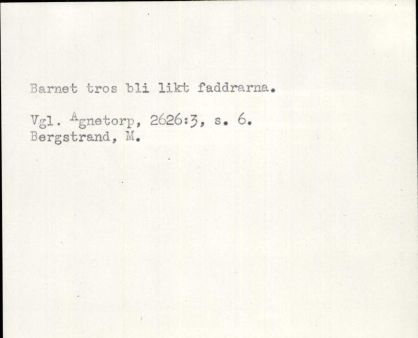 Barnet tros bli likt faddrarna.
Vgl. Agnetorp, 2626:3, s. 6.
Bergstrand, M.